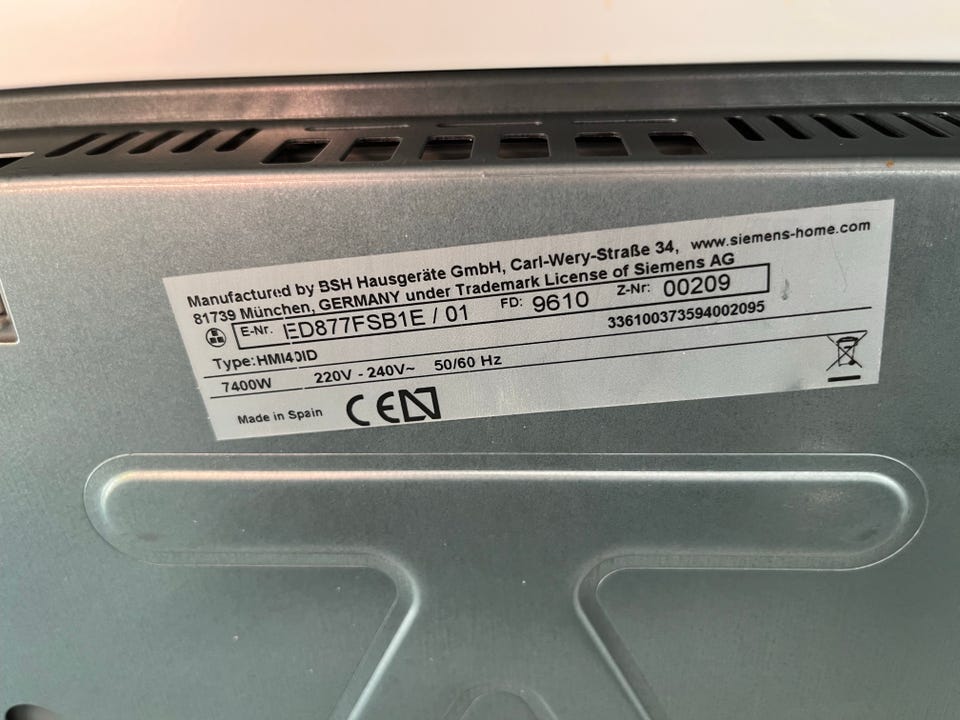 Manufactured by BSH Hausgeräte GmbH, Carl-Wery-Straße 34, www.siemens-home.com
81739 München, GERMANY under Trademark License of Siemens AG
E-Nr. ED877FSB1E / 01 FD: 9610 Z-Nr: 00209
Type: HMI40ID 336100373594002095
7400W 220V - 240V~ 50/60 Hz
Made in Spain CE N